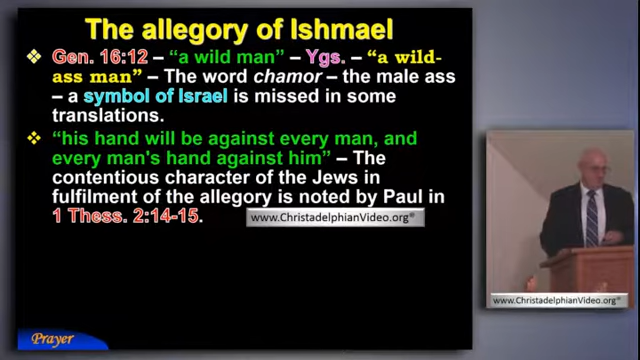 The allegory of Ishmael
Gen. 16:12 – “a wild man” – Ygs. – “a wild-
ass man” – The word chamor – the male ass
– a symbol of Israel is missed in some
translations.
“his hand will be against every man, and
every man's hand against him” – The
contentious character of the Jews in
fulfilment of the allegory is noted by Paul in
1 Thess. 2:14-15.
www.ChristadelphianVideo.org®
www.ChristadelphianVideo.org®
Prayer